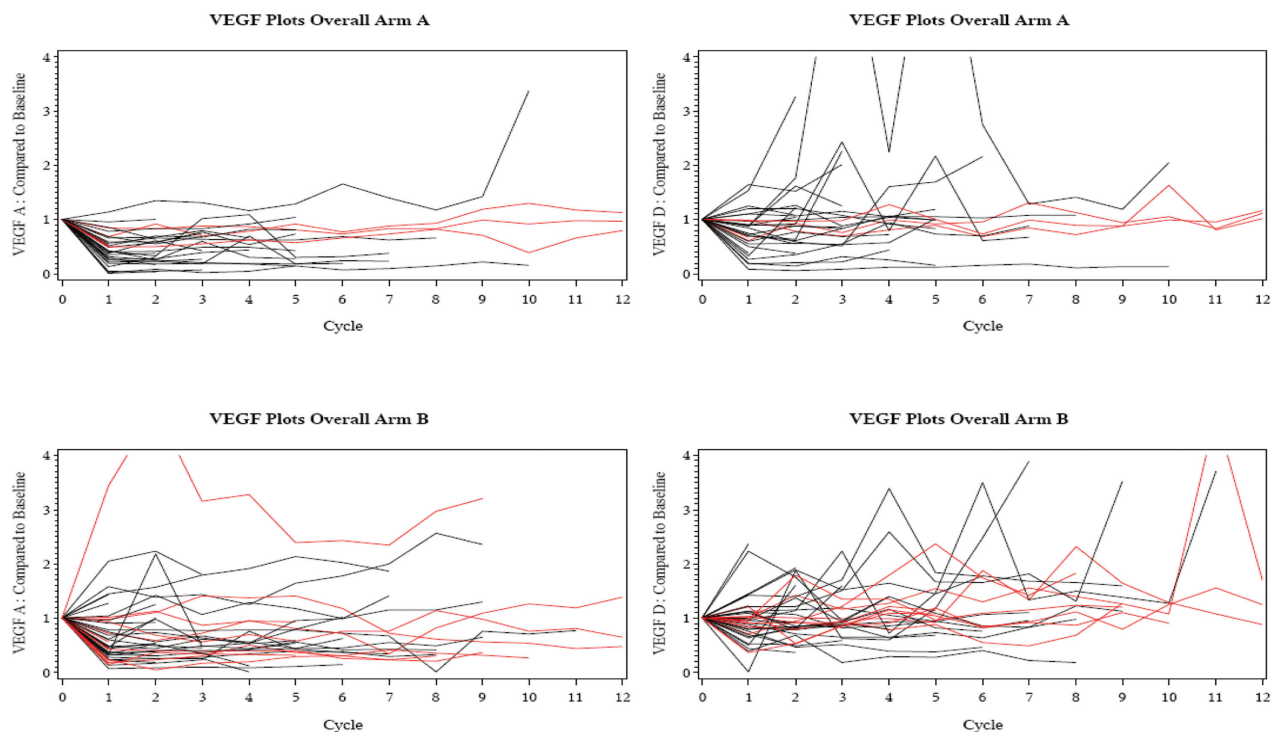 VEGF Plots Overall Arm A
VEGF A : Compared to Baseline
4
3
2
1
0
0 1 2 3 4 5 6 7 8 9 10 11 12
Cycle
VEGF Plots Overall Arm A
VEGF D : Compared to Baseline
4
3
2
1
0
0 1 2 3 4 5 6 7 8 9 10 11 12
Cycle
VEGF Plots Overall Arm B
VEGF A : Compared to Baseline
4
3
2
1
0
0 1 2 3 4 5 6 7 8 9 10 11 12
Cycle
VEGF Plots Overall Arm B
VEGF D : Compared to Baseline
4
3
2
1
0
0 1 2 3 4 5 6 7 8 9 10 11 12
Cycle